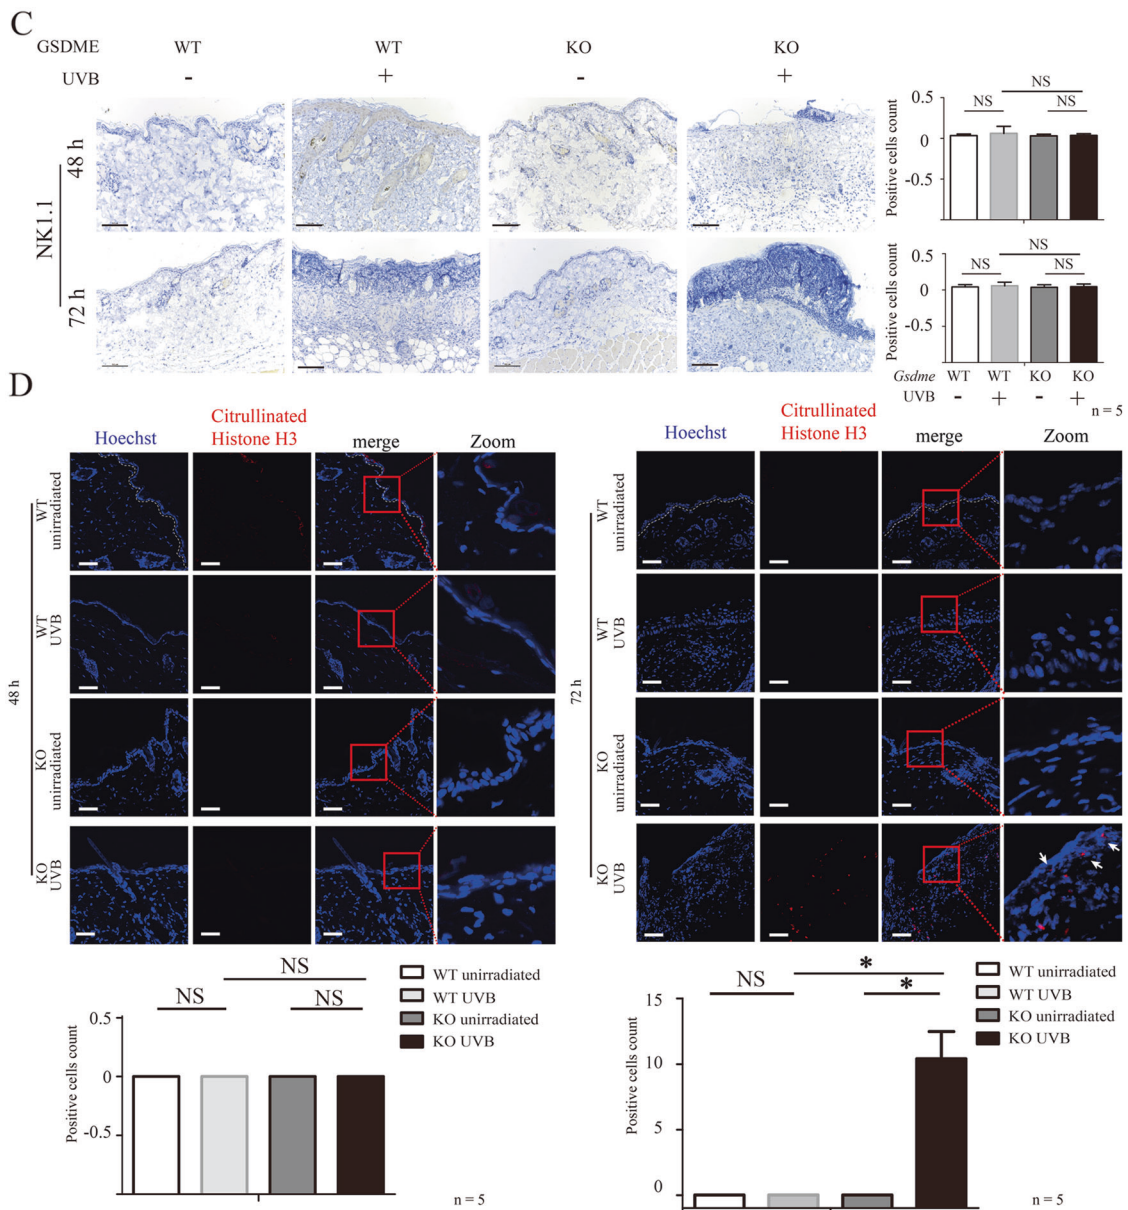 C
GSDME WT WT KO KO
UVB - + - +
NK1.1
48 h
72 h
Positive cells count
0.5
0
-0.5
NS
NS NS
Positive cells count
0.5
0
-0.5
NS
NS NS
Gsdme WT WT KO KO
UVB - + - +
n = 5
D
48 h
Hoechst Citrullinated Histone H3 merge Zoom
WT unirradiated
WT UVB
KO unirradiated
KO UVB
72 h
Hoechst Citrullinated Histone H3 merge Zoom
WT unirradiated
WT UVB
KO unirradiated
KO UVB
Positive cells count
0.5
0
-0.5
NS
NS NS
WT unirradiated
WT UVB
KO unirradiated
KO UVB
n = 5
Positive cells count
15
10
5
0
*
NS *
WT unirradiated
WT UVB
KO unirradiated
KO UVB
n = 5